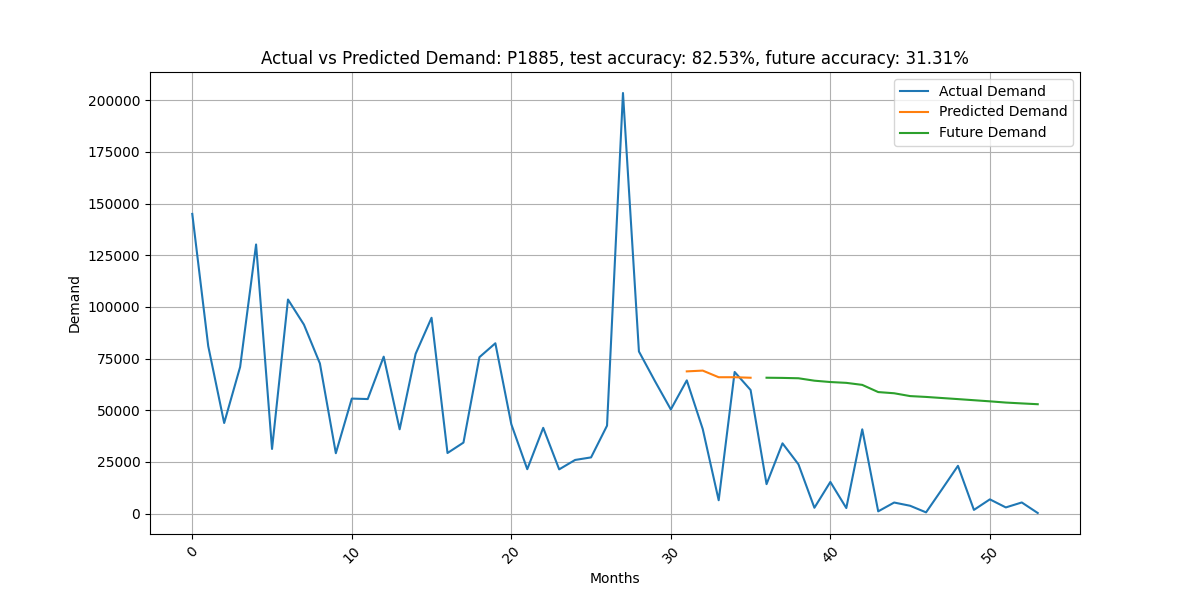 Actual vs Predicted Demand: P1885, test accuracy: 82.53%, future accuracy: 31.31%
Actual Demand
Predicted Demand
Future Demand
Demand
200000
175000
150000
125000
100000
75000
50000
25000
0
0 10 20 30 40 50
Months